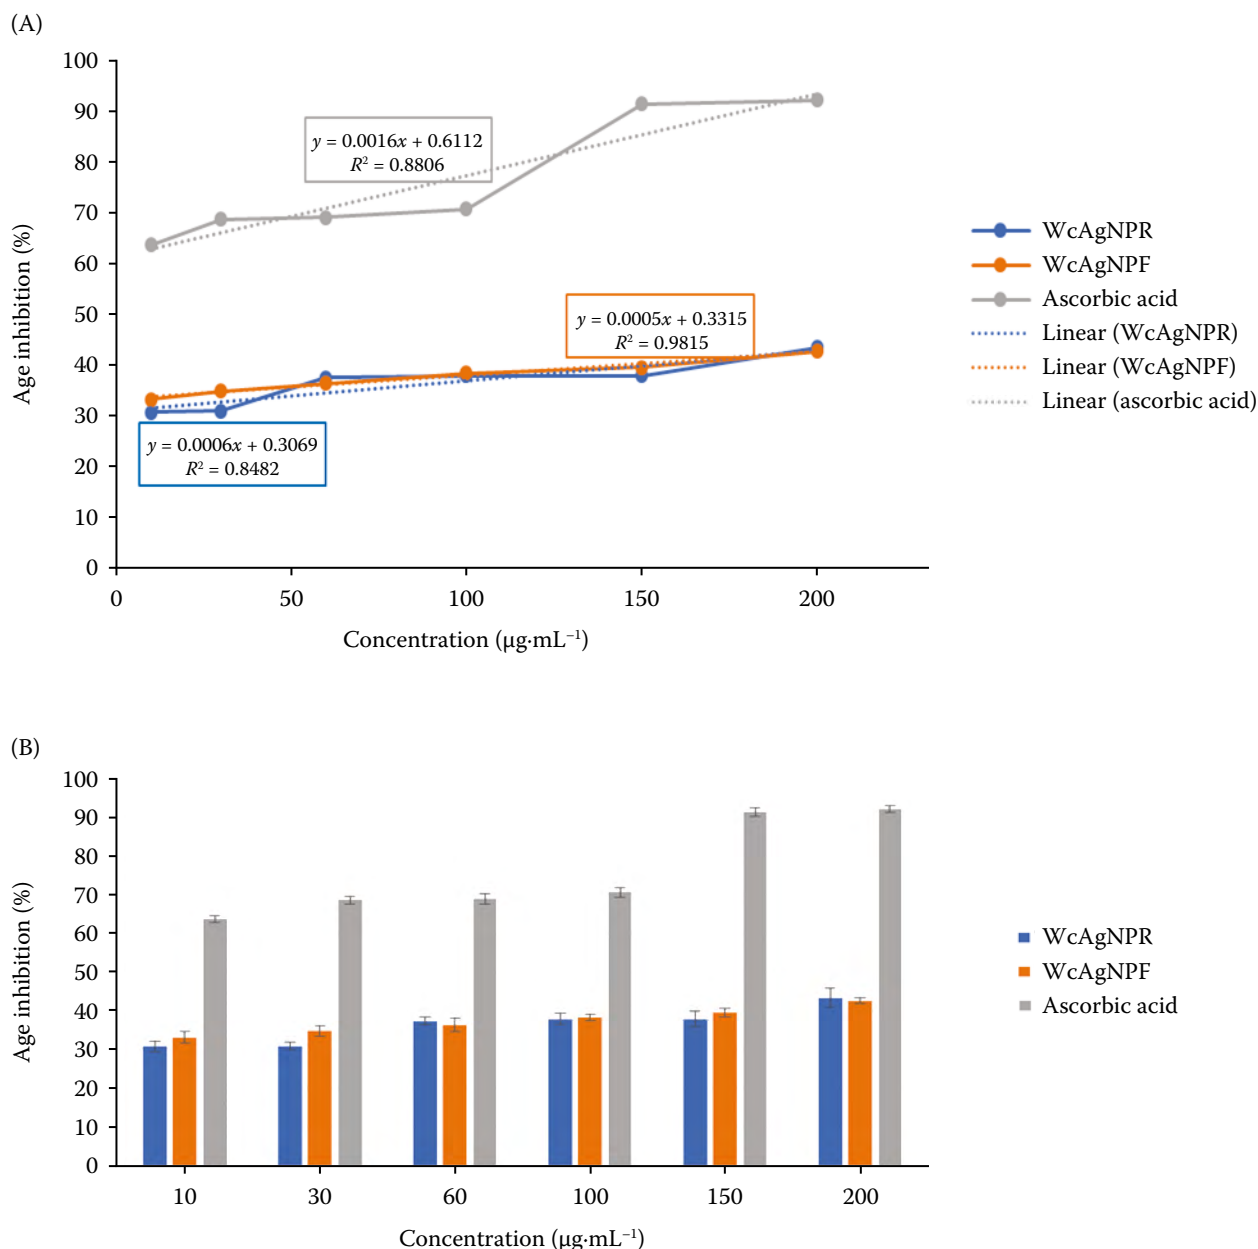 (A)
100
90
80
70
60
50
40
30
20
10
0
Age inhibition (%)
y = 0.0016x + 0.6112
R² = 0.8806
y = 0.0005x + 0.3315
R² = 0.9815
y = 0.0006x + 0.3069
R² = 0.8482
0 50 100 150 200
Concentration (µg·mL⁻¹)
WcAgNPR
WcAgNPF
Ascorbic acid
Linear (WcAgNPR)
Linear (WcAgNPF)
Linear (ascorbic acid)
(B)
100
90
80
70
60
50
40
30
20
10
0
Age inhibition (%)
10 30 60 100 150 200
Concentration (µg·mL⁻¹)
WcAgNPR
WcAgNPF
Ascorbic acid